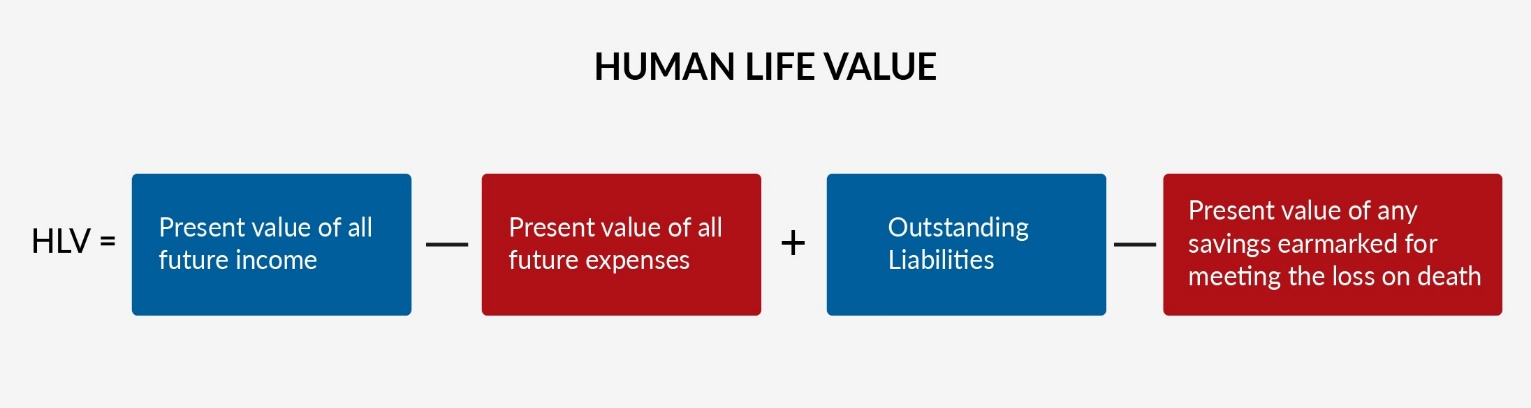 HUMAN LIFE VALUE
HLV =
Present value of all
future income
—
Present value of all
future expenses
+
Outstanding
Liabilities
—
Present value of any
savings earmarked for
meeting the loss on death